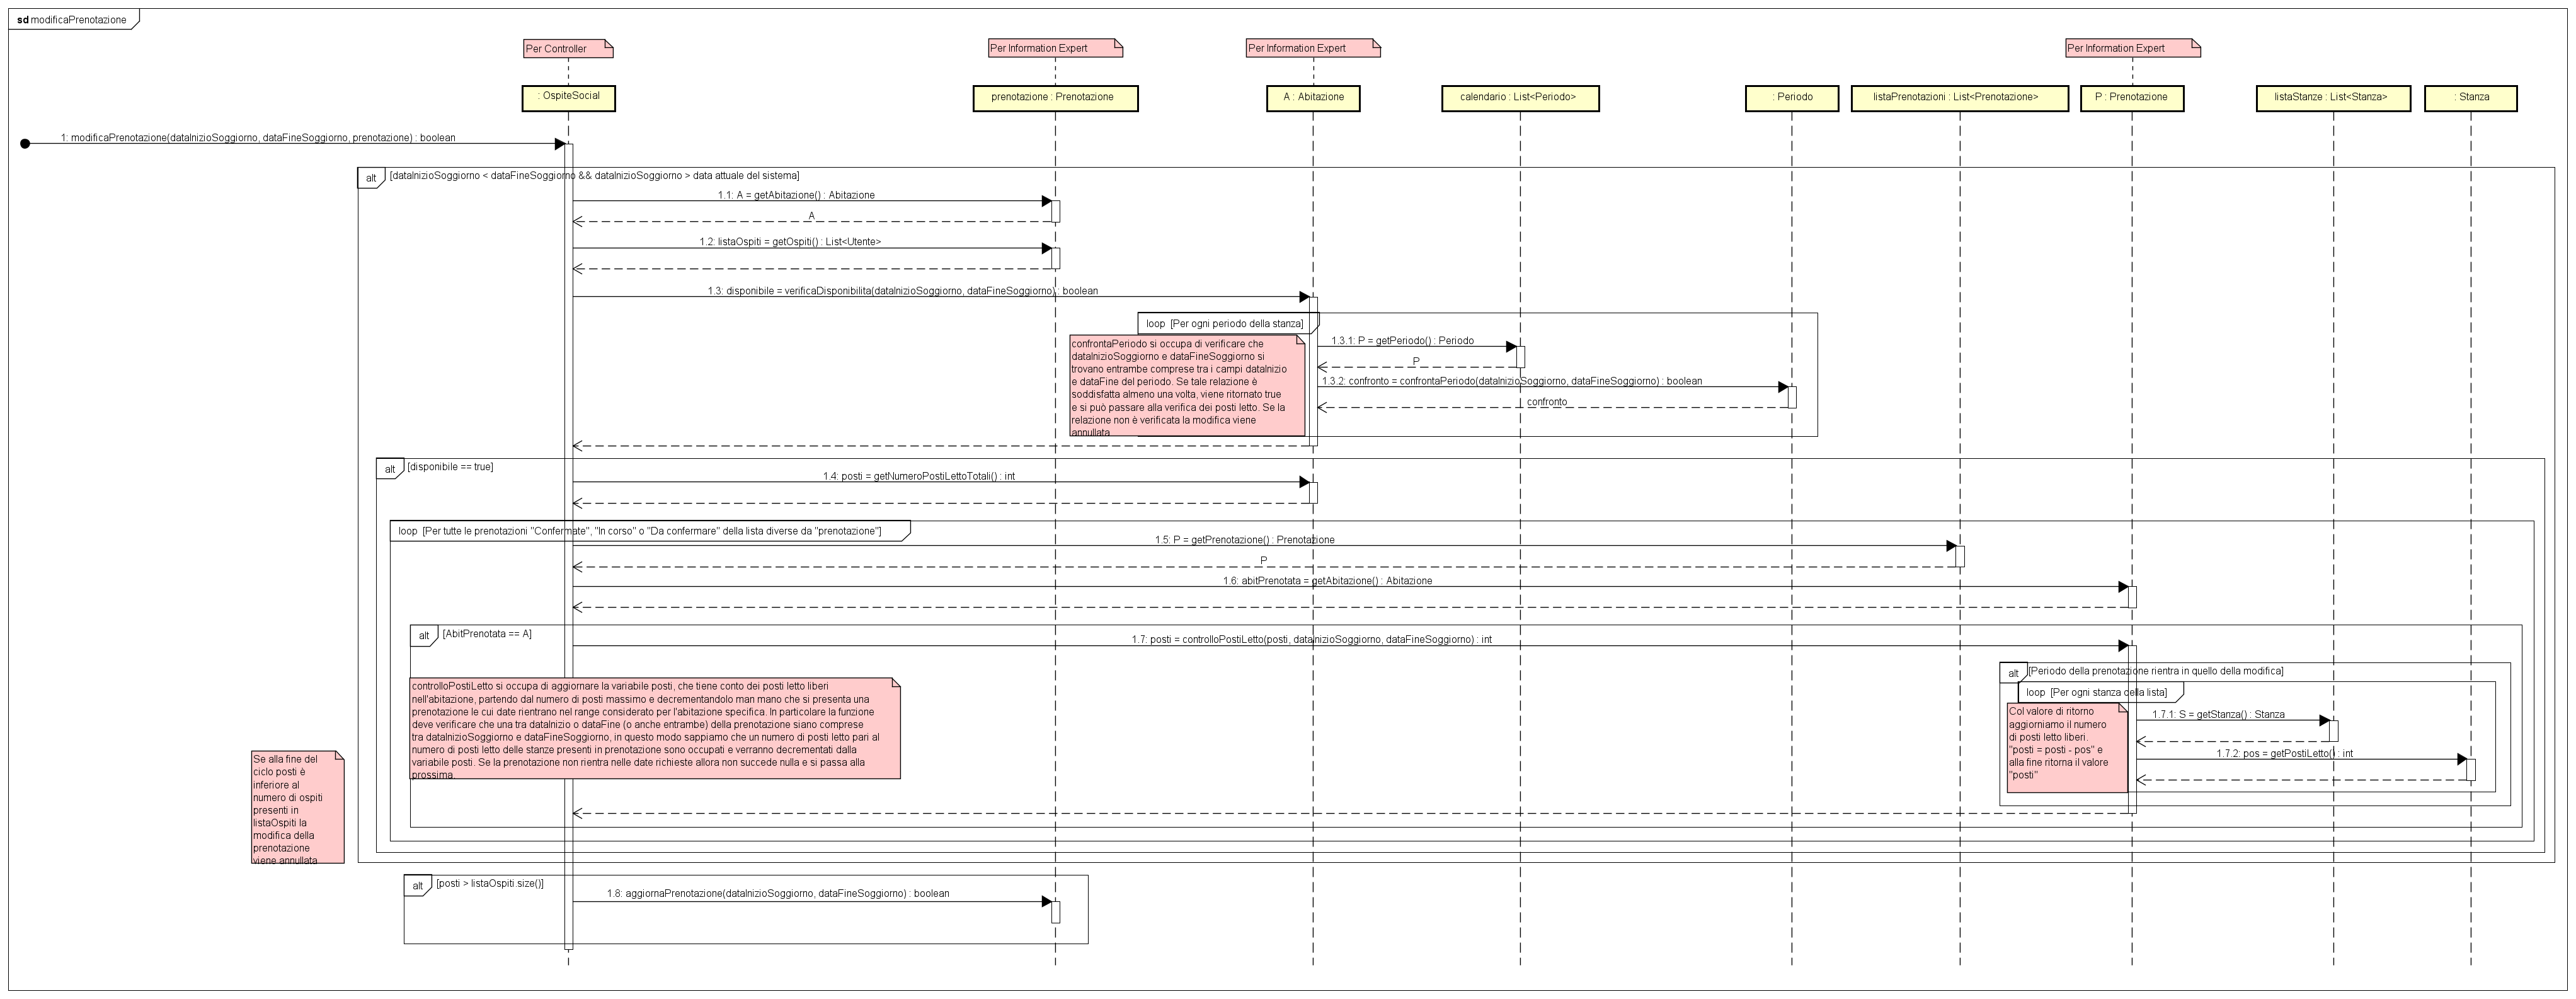 sd modificaPrenotazione
Per Controller
Per Information Expert
Per Information Expert
Per Information Expert
: OspiteSocial
prenotazione : Prenotazione
A : Abitazione
calendario : List<Periodo>
: Periodo
listaPrenotazioni : List<Prenotazione>
P : Prenotazione
listaStanze : List<Stanza>
: Stanza
1: modificaPrenotazione(dataInizioSoggiorno, dataFineSoggiorno, prenotazione) : boolean
alt [dataInizioSoggiorno < dataFineSoggiorno && dataInizioSoggiorno > data attuale del sistema]
1.1: A = getAbitazione() : Abitazione
A
1.2: listaOspiti = getOspiti() : List<Utente>
1.3: disponibile = verificaDisponibilita(dataInizioSoggiorno, dataFineSoggiorno) : boolean
loop [Per ogni periodo della stanza]
confrontaPeriodo si occupa di verificare che
dataInizioSoggiorno e dataFineSoggiorno si
trovano entrambe comprese tra i campi dataInizio
e dataFine del periodo. Se tale relazione è
soddisfatta almeno una volta, viene ritornato true
e si può passare alla verifica dei posti letto. Se la
relazione non è verificata la modifica viene
annullata
1.3.1: P = getPeriodo() : Periodo
P
1.3.2: confronto = confrontaPeriodo(dataInizioSoggiorno, dataFineSoggiorno) : boolean
confronto
alt [disponibile == true]
1.4: posti = getNumeroPostiLettoTotali() : int
loop [Per tutte le prenotazioni "Confermate", "In corso" o "Da confermare" della lista diverse da "prenotazione"]
1.5: P = getPrenotazione() : Prenotazione
P
1.6: abitPrenotata = getAbitazione() : Abitazione
alt [AbitPrenotata == A]
1.7: posti = controlloPostiLetto(posti, dataInizioSoggiorno, dataFineSoggiorno) : int
alt [Periodo della prenotazione rientra in quello della modifica]
loop [Per ogni stanza della lista]
controlloPostiLetto si occupa di aggiornare la variabile posti, che tiene conto dei posti letto liberi
nell'abitazione, partendo dal numero di posti massimo e decrementandolo man mano che si presenta una
prenotazione le cui date rientrano nel range considerato per l'abitazione specifica. In particolare la funzione
deve verificare che una tra dataInizio o dataFine (o anche entrambe) della prenotazione siano comprese
tra dataInizioSoggiorno e dataFineSoggiorno, in questo modo sappiamo che un numero di posti letto pari al
numero di posti letto delle stanze presenti in prenotazione sono occupati e verranno decrementati dalla
variabile posti. Se la prenotazione non rientra nelle date richieste allora non succede nulla e si passa alla
prossima.
Col valore di ritorno
aggiorniamo il numero
di posti letto liberi.
"posti = posti - pos" e
alla fine ritorna il valore
"posti"
1.7.1: S = getStanza() : Stanza
1.7.2: pos = getPostiLetto() : int
Se alla fine del
ciclo posti è
inferiore al
numero di ospiti
presenti in
listaOspiti la
modifica della
prenotazione
viene annullata
alt [posti > listaOspiti.size()]
1.8: aggiornaPrenotazione(dataInizioSoggiorno, dataFineSoggiorno) : boolean